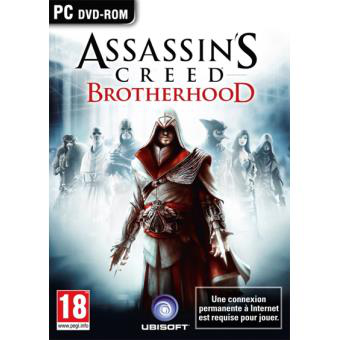 PC DVD-ROM
ASSASSIN'S
CREED
BROTHERHOOD
18
www.pegi.info
UBISOFT
Une connexion
permanente à Internet
est requise pour jouer.